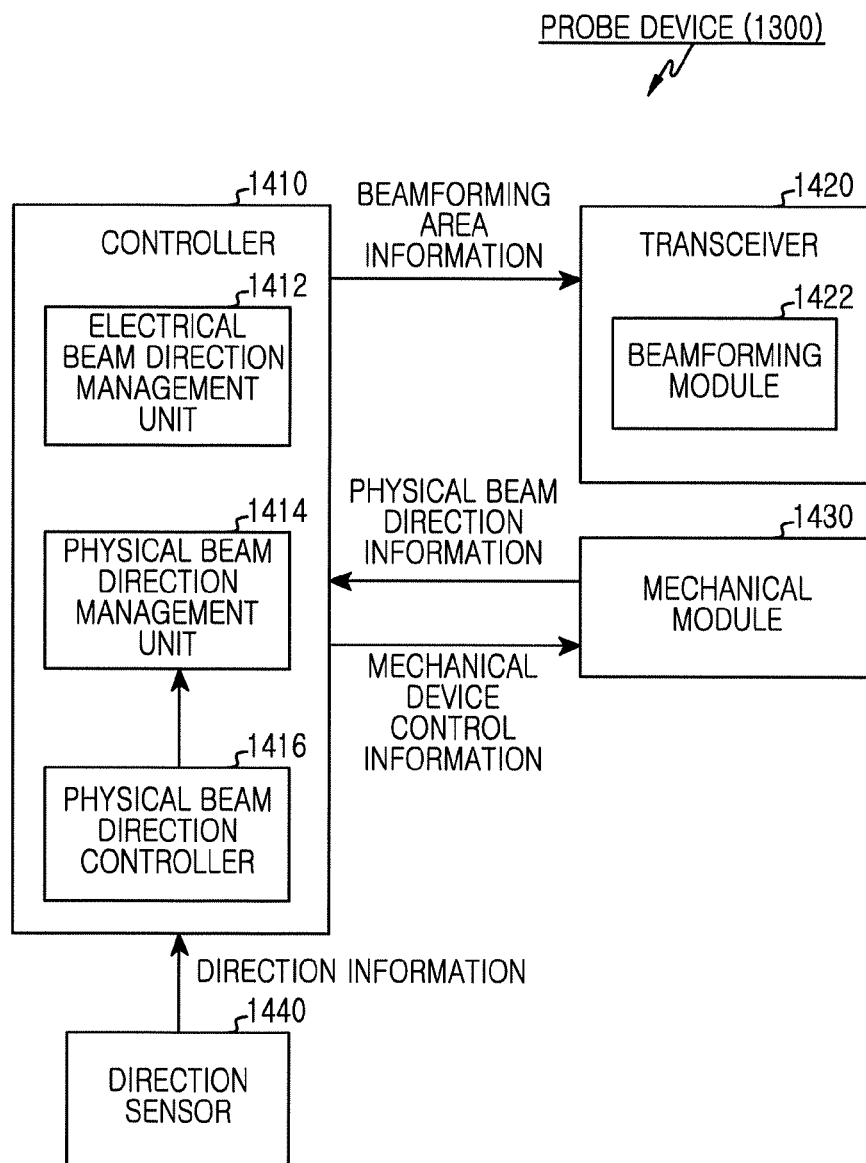 PROBE DEVICE (1300)
1410
CONTROLLER
1412
ELECTRICAL
BEAM DIRECTION
MANAGEMENT
UNIT
1414
PHYSICAL BEAM
DIRECTION
MANAGEMENT
UNIT
1416
PHYSICAL BEAM
DIRECTION
CONTROLLER
BEAMFORMING
AREA
INFORMATION
1420
TRANSCEIVER
1422
BEAMFORMING
MODULE
PHYSICAL BEAM
DIRECTION
INFORMATION
1430
MECHANICAL
MODULE
MECHANICAL
DEVICE
CONTROL
INFORMATION
DIRECTION INFORMATION
1440
DIRECTION
SENSOR